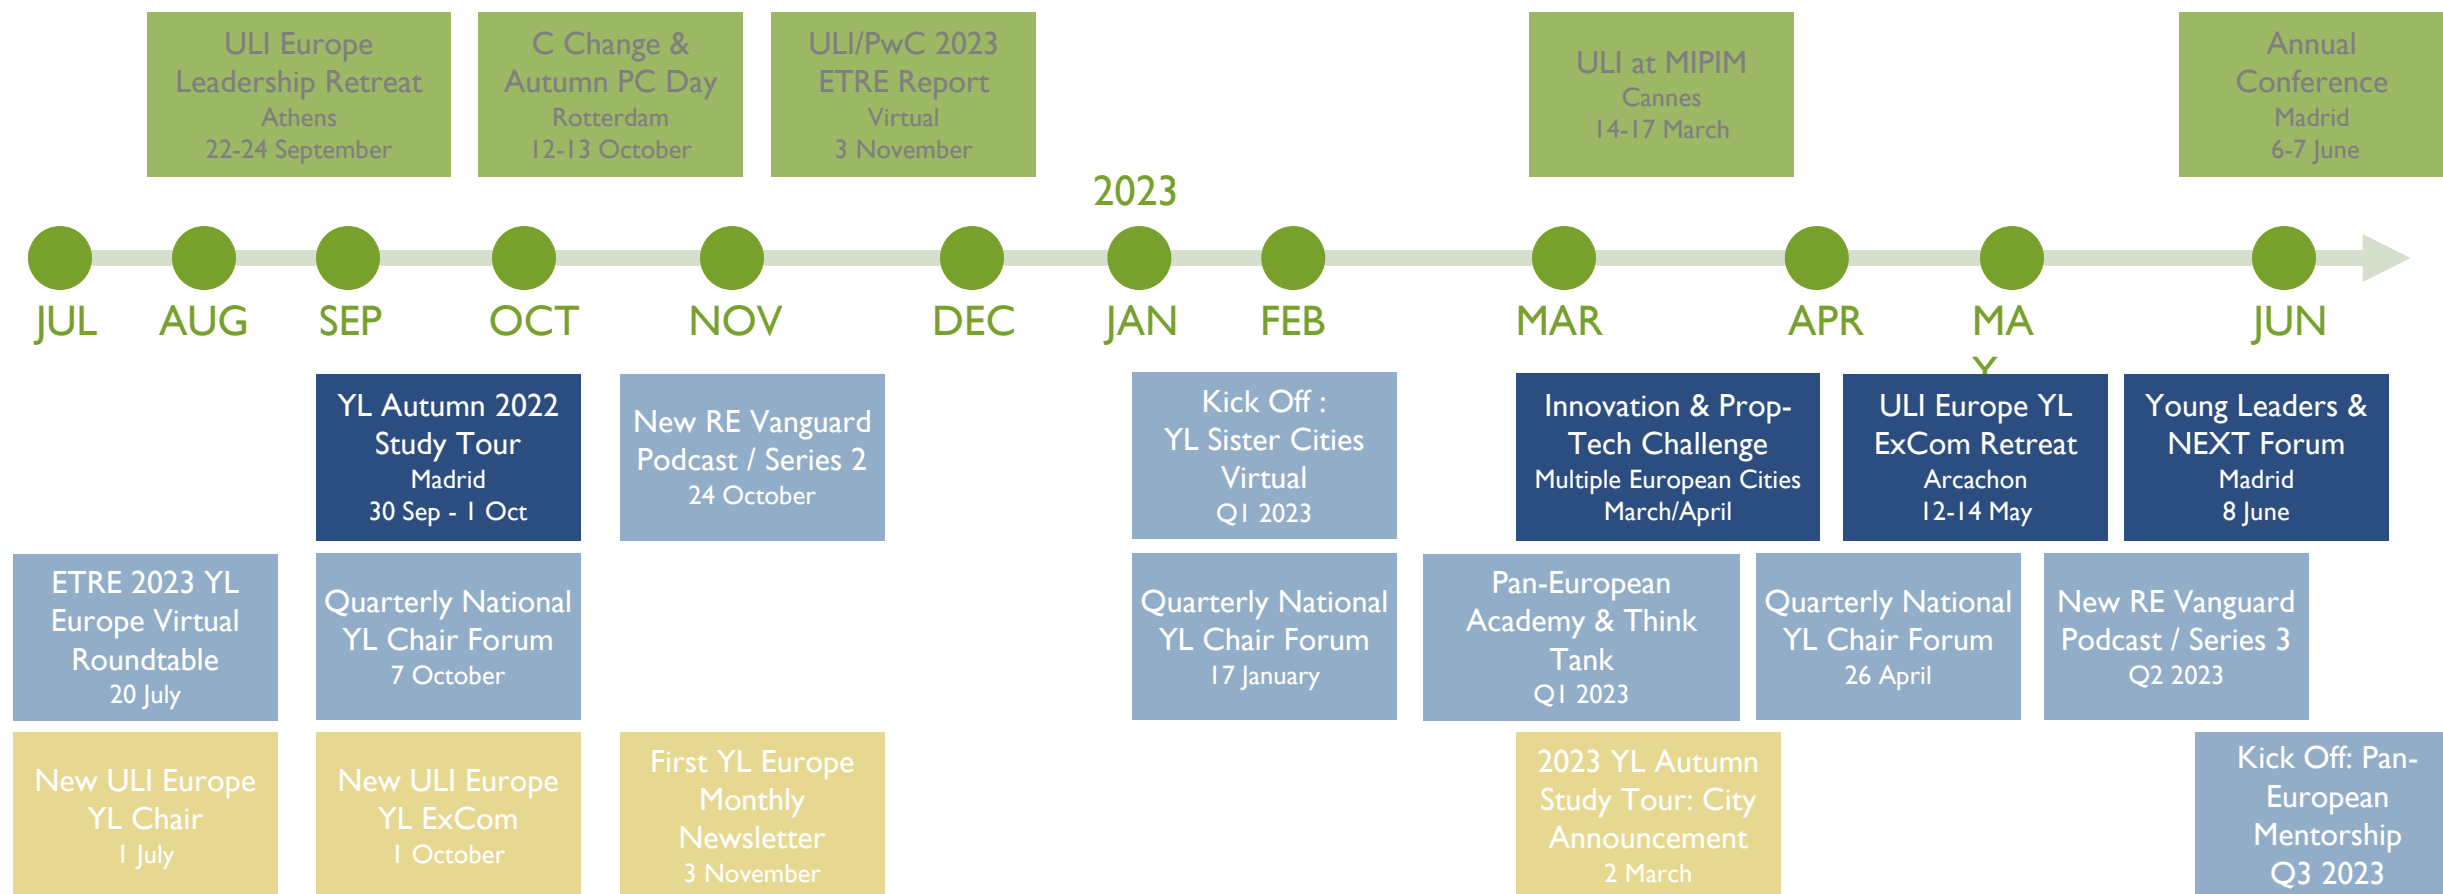 ULI Europe
Leadership Retreat
Athens
22-24 September
C Change &
Autumn PC Day
Rotterdam
12-13 October
ULI/PwC 2023
ETRE Report
Virtual
3 November
ULI at MIPIM
Cannes
14-17 March
Annual
Conference
Madrid
6-7 June
2023
JUL
AUG
SEP
OCT
NOV
DEC
JAN
FEB
MAR
APR
MA
Y
JUN
YL Autumn 2022
Study Tour
Madrid
30 Sep - 1 Oct
New RE Vanguard
Podcast / Series 2
24 October
Kick Off :
YL Sister Cities
Virtual
Q1 2023
Innovation & Prop-
Tech Challenge
Multiple European Cities
March/April
ULI Europe YL
ExCom Retreat
Arcachon
12-14 May
Young Leaders &
NEXT Forum
Madrid
8 June
ETRE 2023 YL
Europe Virtual
Roundtable
20 July
Quarterly National
YL Chair Forum
7 October
Quarterly National
YL Chair Forum
17 January
Pan-European
Academy & Think
Tank
Q1 2023
Quarterly National
YL Chair Forum
26 April
New RE Vanguard
Podcast / Series 3
Q2 2023
New ULI Europe
YL Chair
1 July
New ULI Europe
YL ExCom
1 October
First YL Europe
Monthly
Newsletter
3 November
2023 YL Autumn
Study Tour: City
Announcement
2 March
Kick Off: Pan-
European
Mentorship
Q3 2023